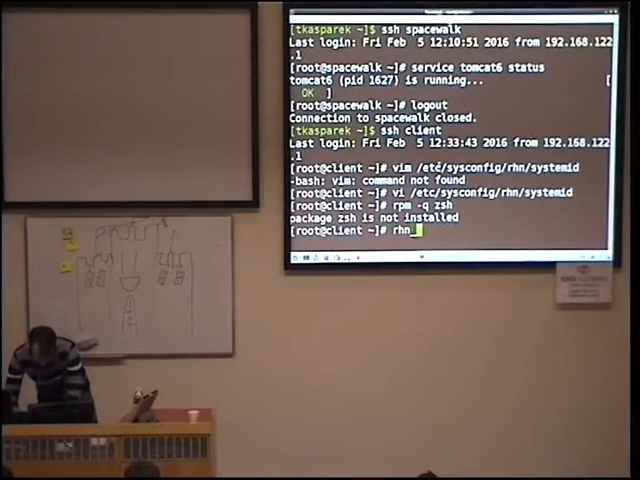 [tkasparek ~]$ ssh spacewalk
Last login: Fri Feb  5 12:10:51 2016 from 192.168.122
.1
[root@spacewalk ~]# service tomcat6 status
tomcat6 (pid 1627) is running...                [
  OK  ]
[root@spacewalk ~]# logout
Connection to spacewalk closed.
[tkasparek ~]$ ssh client
Last login: Fri Feb  5 12:33:43 2016 from 192.168.122
.1
[root@client ~]# vim /etc/sysconfig/rhn/systemid
-bash: vim: command not found
[root@client ~]# vi /etc/sysconfig/rhn/systemid
[root@client ~]# rpm -q zsh
package zsh is not installed
[root@client ~]# rhn_